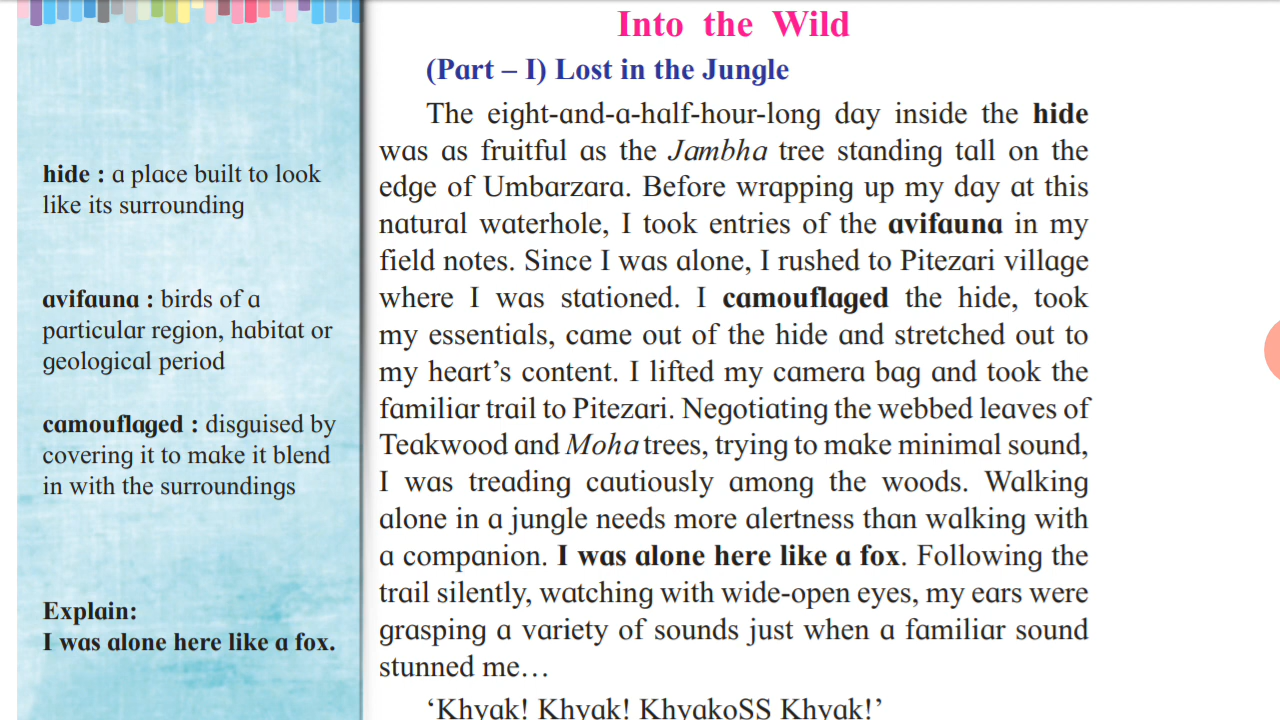 Into the Wild
(Part – I) Lost in the Jungle
The eight-and-a-half-hour-long day inside the hide
was as fruitful as the Jambha tree standing tall on the
edge of Umbarzara. Before wrapping up my day at this
natural waterhole, I took entries of the avifauna in my
field notes. Since I was alone, I rushed to Pitezari village
where I was stationed. I camouflaged the hide, took
my essentials, came out of the hide and stretched out to
my heart’s content. I lifted my camera bag and took the
familiar trail to Pitezari. Negotiating the webbed leaves of
Teakwood and Moha trees, trying to make minimal sound,
I was treading cautiously among the woods. Walking
alone in a jungle needs more alertness than walking with
a companion. I was alone here like a fox. Following the
trail silently, watching with wide-open eyes, my ears were
grasping a variety of sounds just when a familiar sound
stunned me…
‘Khyak! Khyak! KhyakoSS Khyak!’
hide : a place built to look
like its surrounding
avifauna : birds of a
particular region, habitat or
geological period
camouflaged : disguised by
covering it to make it blend
in with the surroundings
Explain:
I was alone here like a fox.